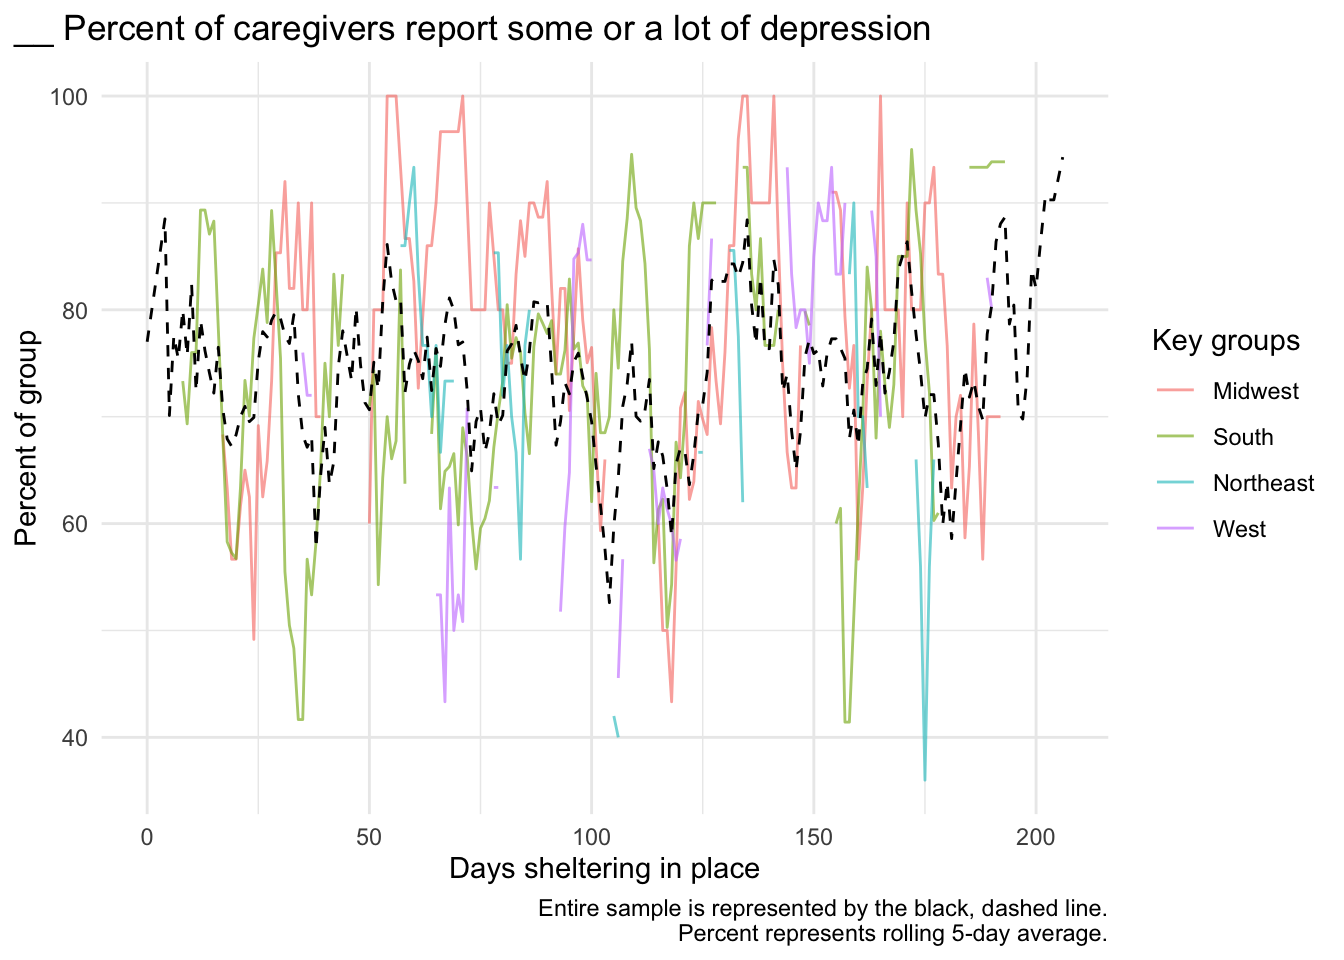 __ Percent of caregivers report some or a lot of depression
100
80
60
40
Percent of group
0 50 100 150 200
Days sheltering in place
Key groups
Midwest
South
Northeast
West
Entire sample is represented by the black, dashed line.
Percent represents rolling 5-day average.